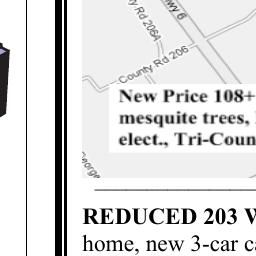 Hwy 6
County Rd 206A
County Rd 206
George
New Price 108+
mesquite trees,
elect., Tri-Coun
REDUCED 203 W
home, new 3-car ca